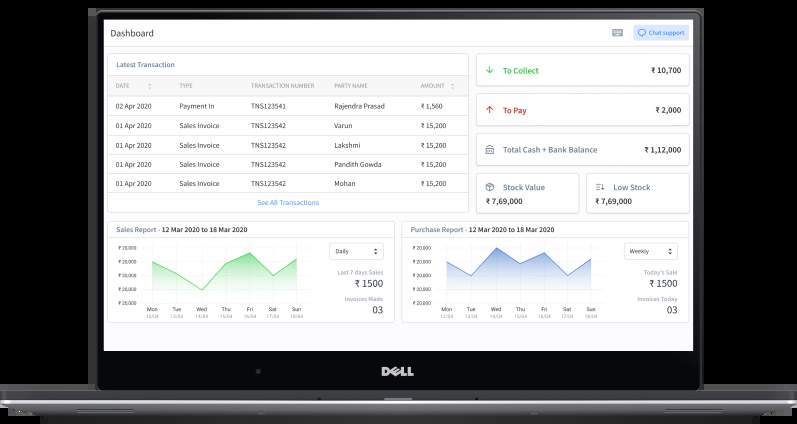 Dashboard
Chat support
Latest Transaction
DATE TYPE TRANSACTION NUMBER PARTY NAME AMOUNT
02 Apr 2020 Payment In TNS123541 Rajendra Prasad ₹ 1,560
01 Apr 2020 Sales Invoice TNS123542 Varun ₹ 15,200
01 Apr 2020 Sales Invoice TNS123542 Lakshmi ₹ 15,200
01 Apr 2020 Sales Invoice TNS123542 Pandith Gowda ₹ 15,200
01 Apr 2020 Sales Invoice TNS123542 Mohan ₹ 15,200
See All Transactions
To Collect ₹ 10,700
To Pay ₹ 2,000
Total Cash + Bank Balance ₹ 1,12,000
Stock Value
₹ 7,69,000
Low Stock
₹ 7,69,000
Sales Report - 12 Mar 2020 to 18 Mar 2020
₹ 20,000
₹ 20,000
₹ 20,000
₹ 20,000
₹ 20,000
Mon Tue Wed Thu Fri Sat Sun
12/04 13/04 14/04 15/04 16/04 17/04 18/04
Daily
Last 7 days Sales
₹ 1500
Invoices Made
03
Purchase Report - 12 Mar 2020 to 18 Mar 2020
₹ 20,000
₹ 20,000
₹ 20,000
₹ 20,000
₹ 20,000
Mon Tue Wed Thu Fri Sat Sun
12/04 13/04 14/04 15/04 16/04 17/04 18/04
Weekly
Today's Sale
₹ 1500
Invoices Today
03
DELL